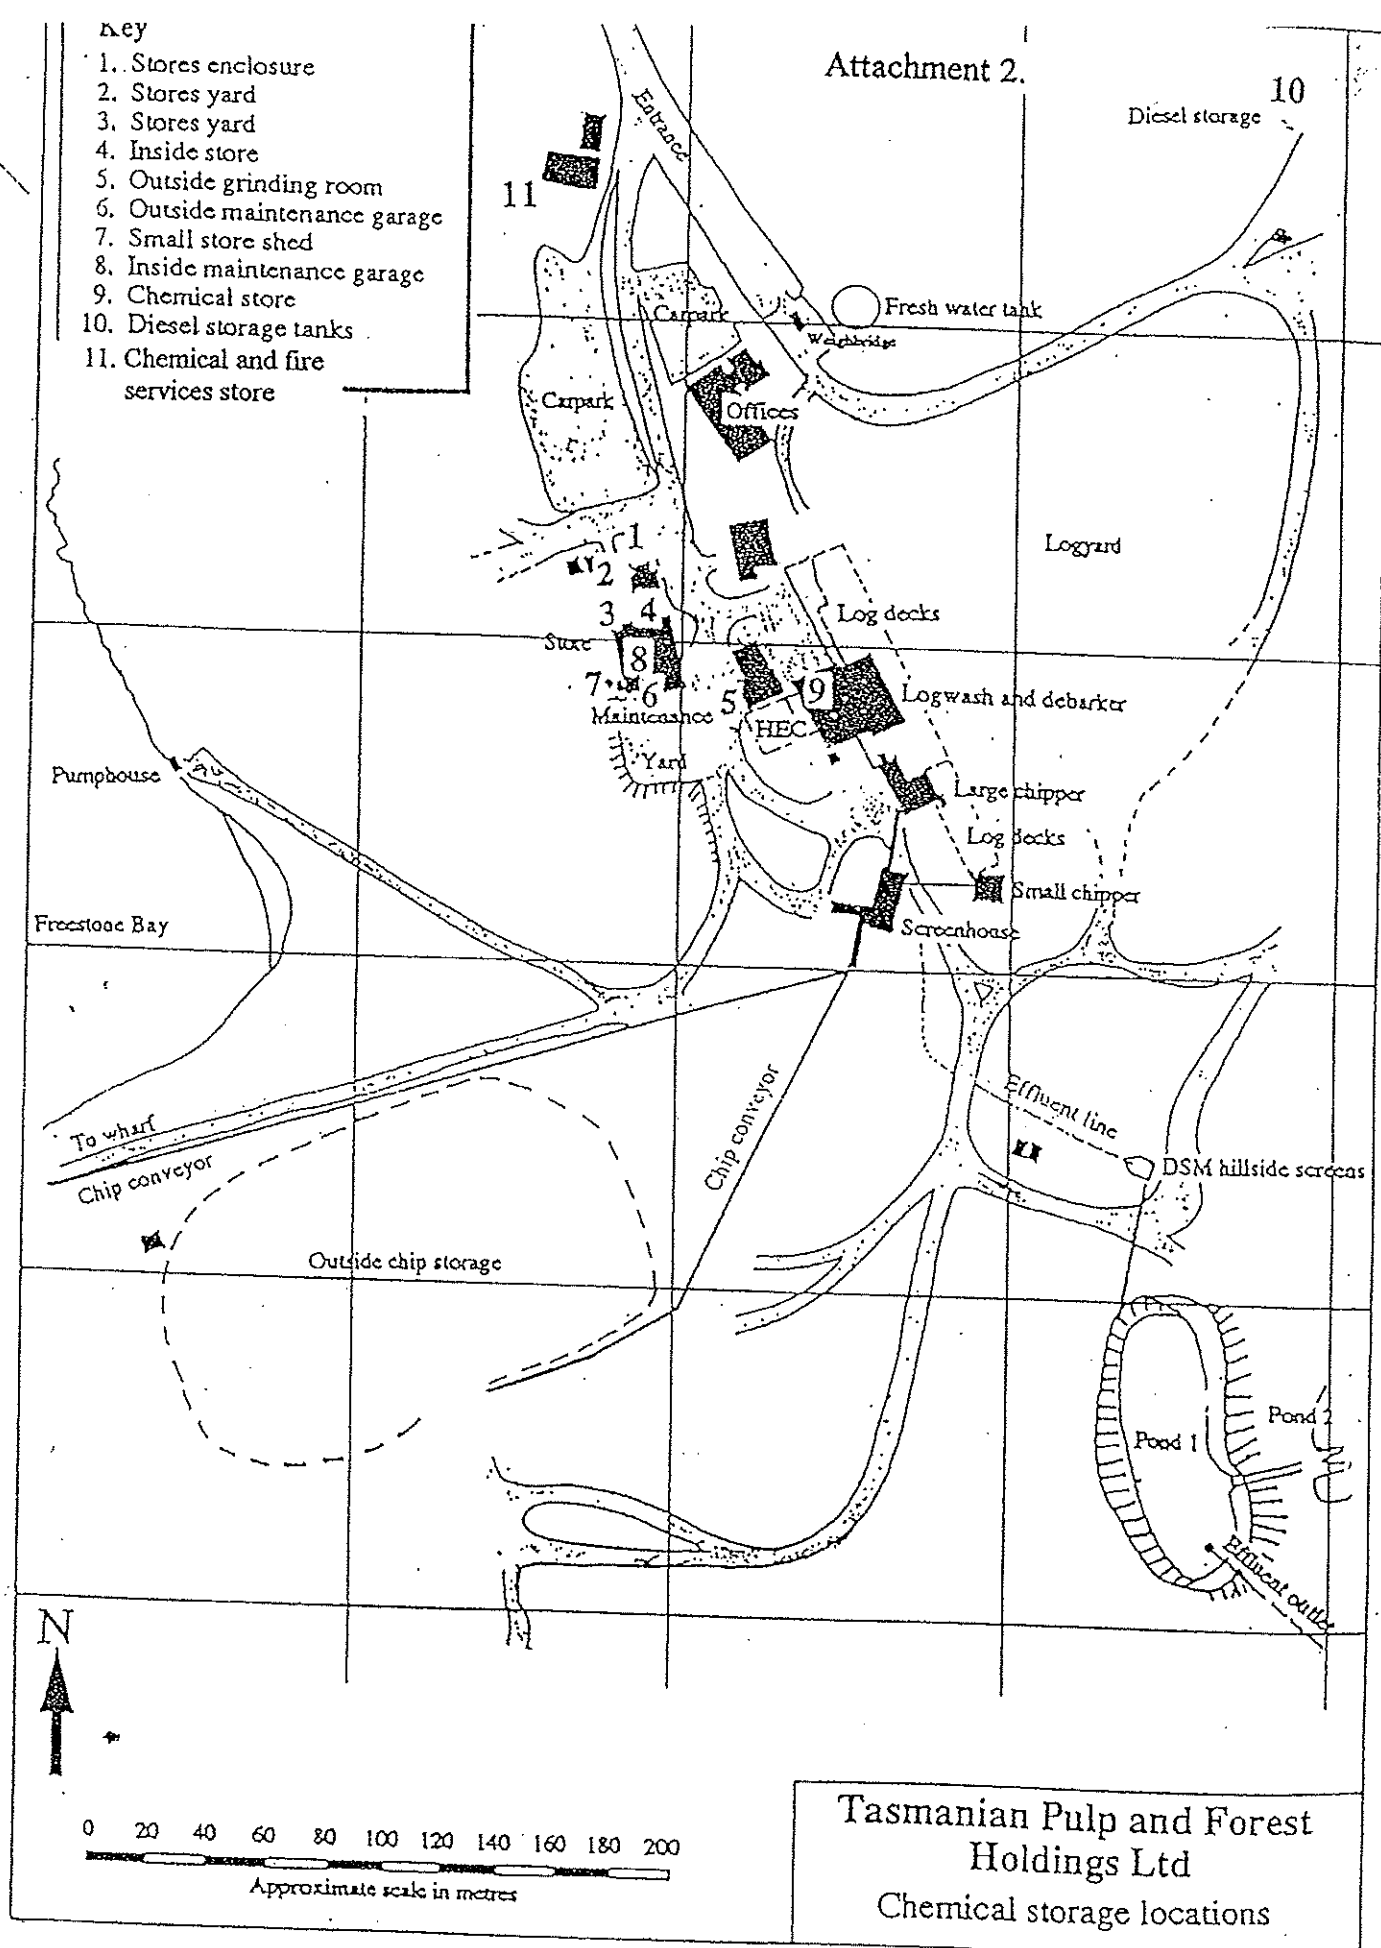 Key
1. Stores enclosure
2. Stores yard
3. Stores yard
4. Inside store
5. Outside grinding room
6. Outside maintenance garage
7. Small store shed
8. Inside maintenance garage
9. Chemical store
10. Diesel storage tanks
11. Chemical and fire
services store
Attachment 2.
10
Diesel storage
Entrance
11
Carpark
Fresh water tank
Weighbridge
Carpark
Offices
1
Logyard
2
3
4
Log decks
Store
8
7
6
5
9
Logwash and debarker
Maintenance
HEC
Yard
Pumphouse
Large chipper
Log decks
Small chipper
Freestone Bay
Screenhouse
Effluent line
To wharf
Chip conveyor
Chip conveyor
DSM hillside screens
Outside chip storage
Pond 1
Pond 2
Effluent outlet
N
0 20 40 60 80 100 120 140 160 180 200
Approximate scale in metres
Tasmanian Pulp and Forest
Holdings Ltd
Chemical storage locations